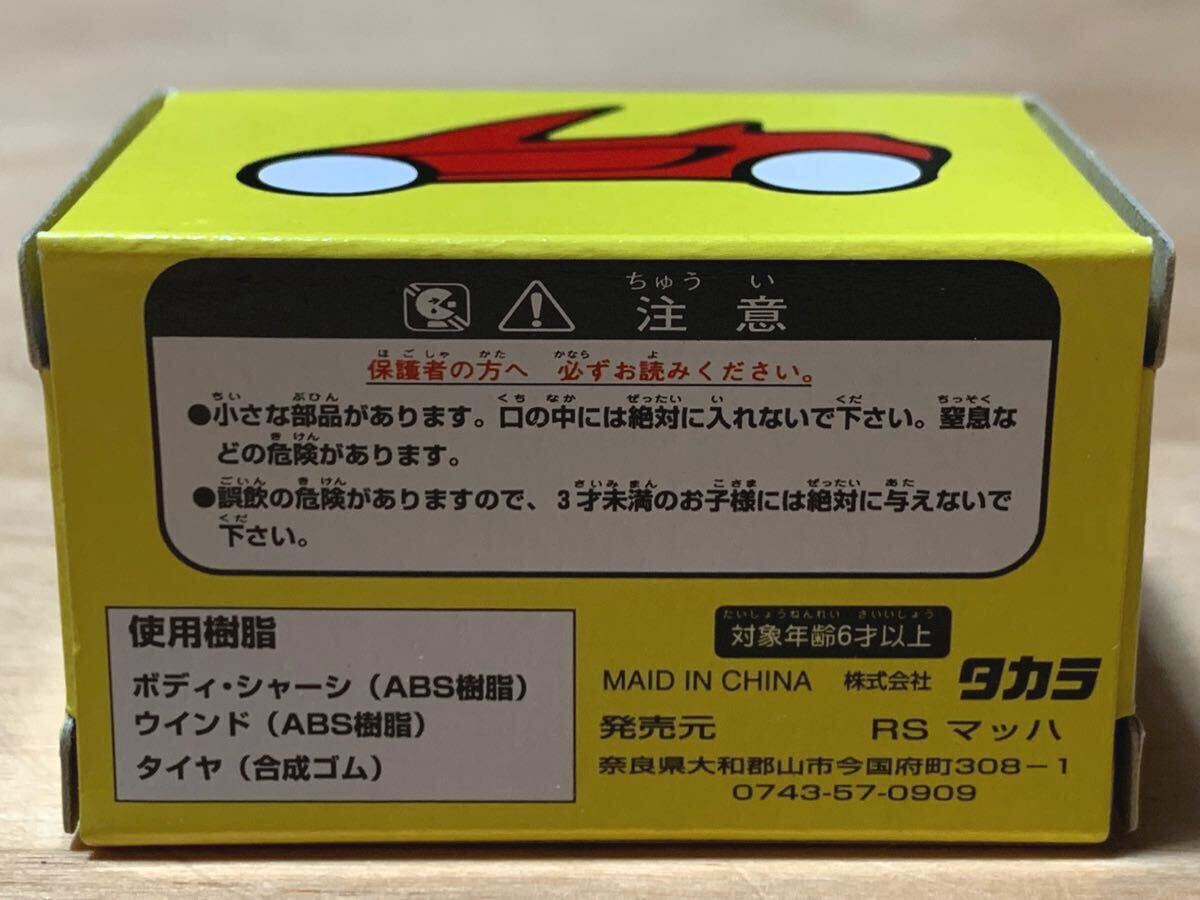 ちゅう い
注 意
ほ ご しゃ かた かなら よ
保護者の方へ 必ずお読みください。
ちい ぶひん くち なか ぜったい い くだ ちっそく
●小さな部品があります。口の中には絶対に入れないで下さい。窒息な
き けん
どの危険があります。
ごいん き けん さいみ まん こさま ぜったい あた
●誤飲の危険がありますので、3才未満のお子様には絶対に与えないで
くだ
下さい。
使用樹脂
ボディ・シャーシ（ABS樹脂）
ウインド（ABS樹脂）
タイヤ（合成ゴム）
たいしょうねんれい さいいしょう
対象年齢6才以上
MAID IN CHINA 株式会社 タカラ
発売元 RS マッハ
奈良県大和郡山市今国府町308－1
0743-57-0909